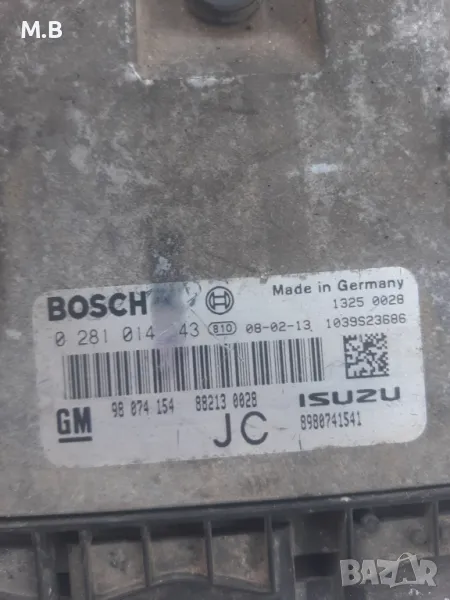 M.B
BOSCH
Made in Germany
1325 0028
0 281 014 43 810 08-02-13 1039S23686
98 074 154 88213 0028 ISUZU
GM JC 8980741541
BAZAR